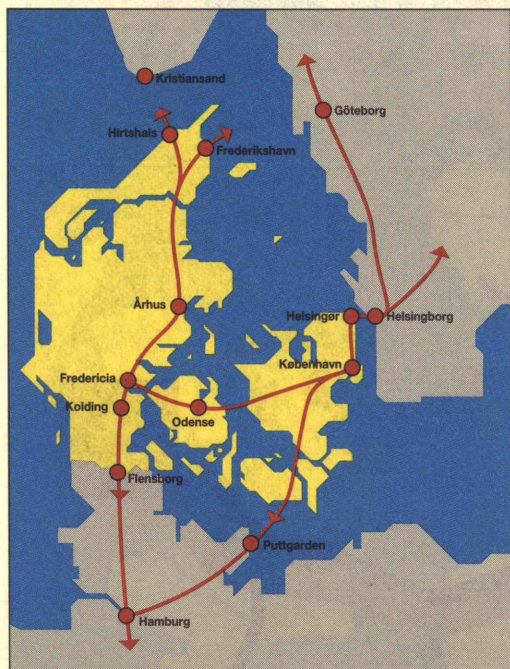 Kristiansand
Göteborg
Hirtshals
Frederikshavn
Århus
Helsingør
Helsingborg
København
Fredericia
Kolding
Odense
Flensborg
Puttgarden
Hamburg